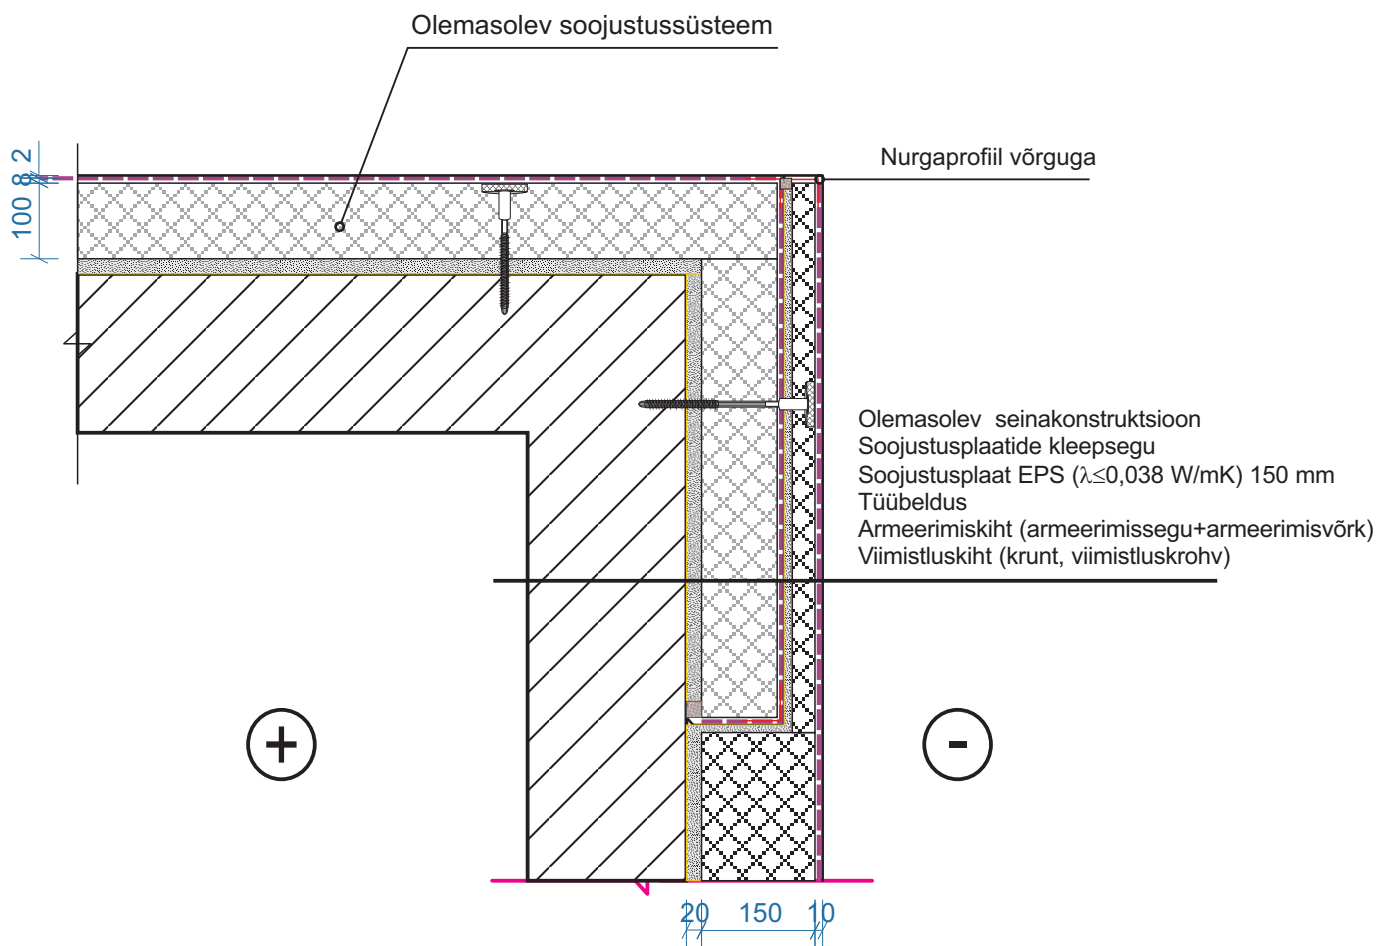 Olemasolev soojustussüsteem
Nurgaprofiil võrguga
2
8
100
Olemasolev seinakonstruktsioon
Soojustusplaatide kleepsegu
Soojustusplaat EPS (λ≤0,038 W/mK) 150 mm
Tüübeldus
Armeerimiskiht (armeerimissegu+armeerimisvõrk)
Viimistluskiht (krunt, viimistluskrohv)
+
-
20 150 10